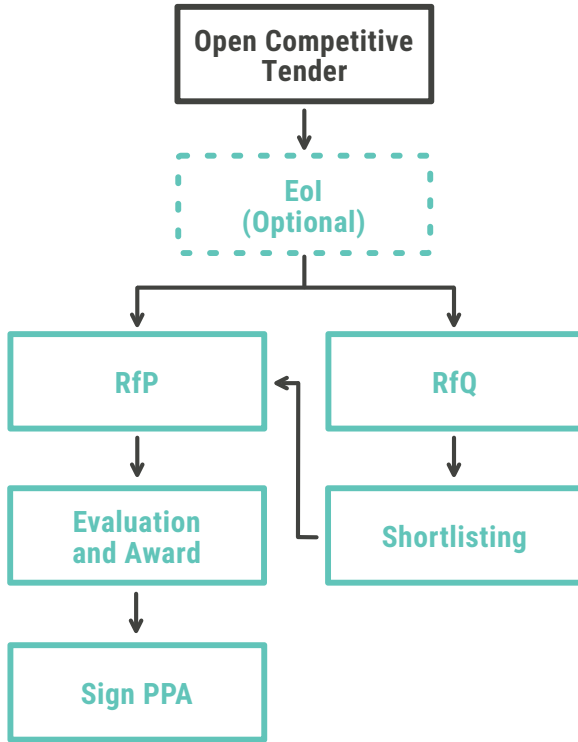 Open Competitive
Tender
EoI
(Optional)
RfP
RfQ
Evaluation
and Award
Shortlisting
Sign PPA